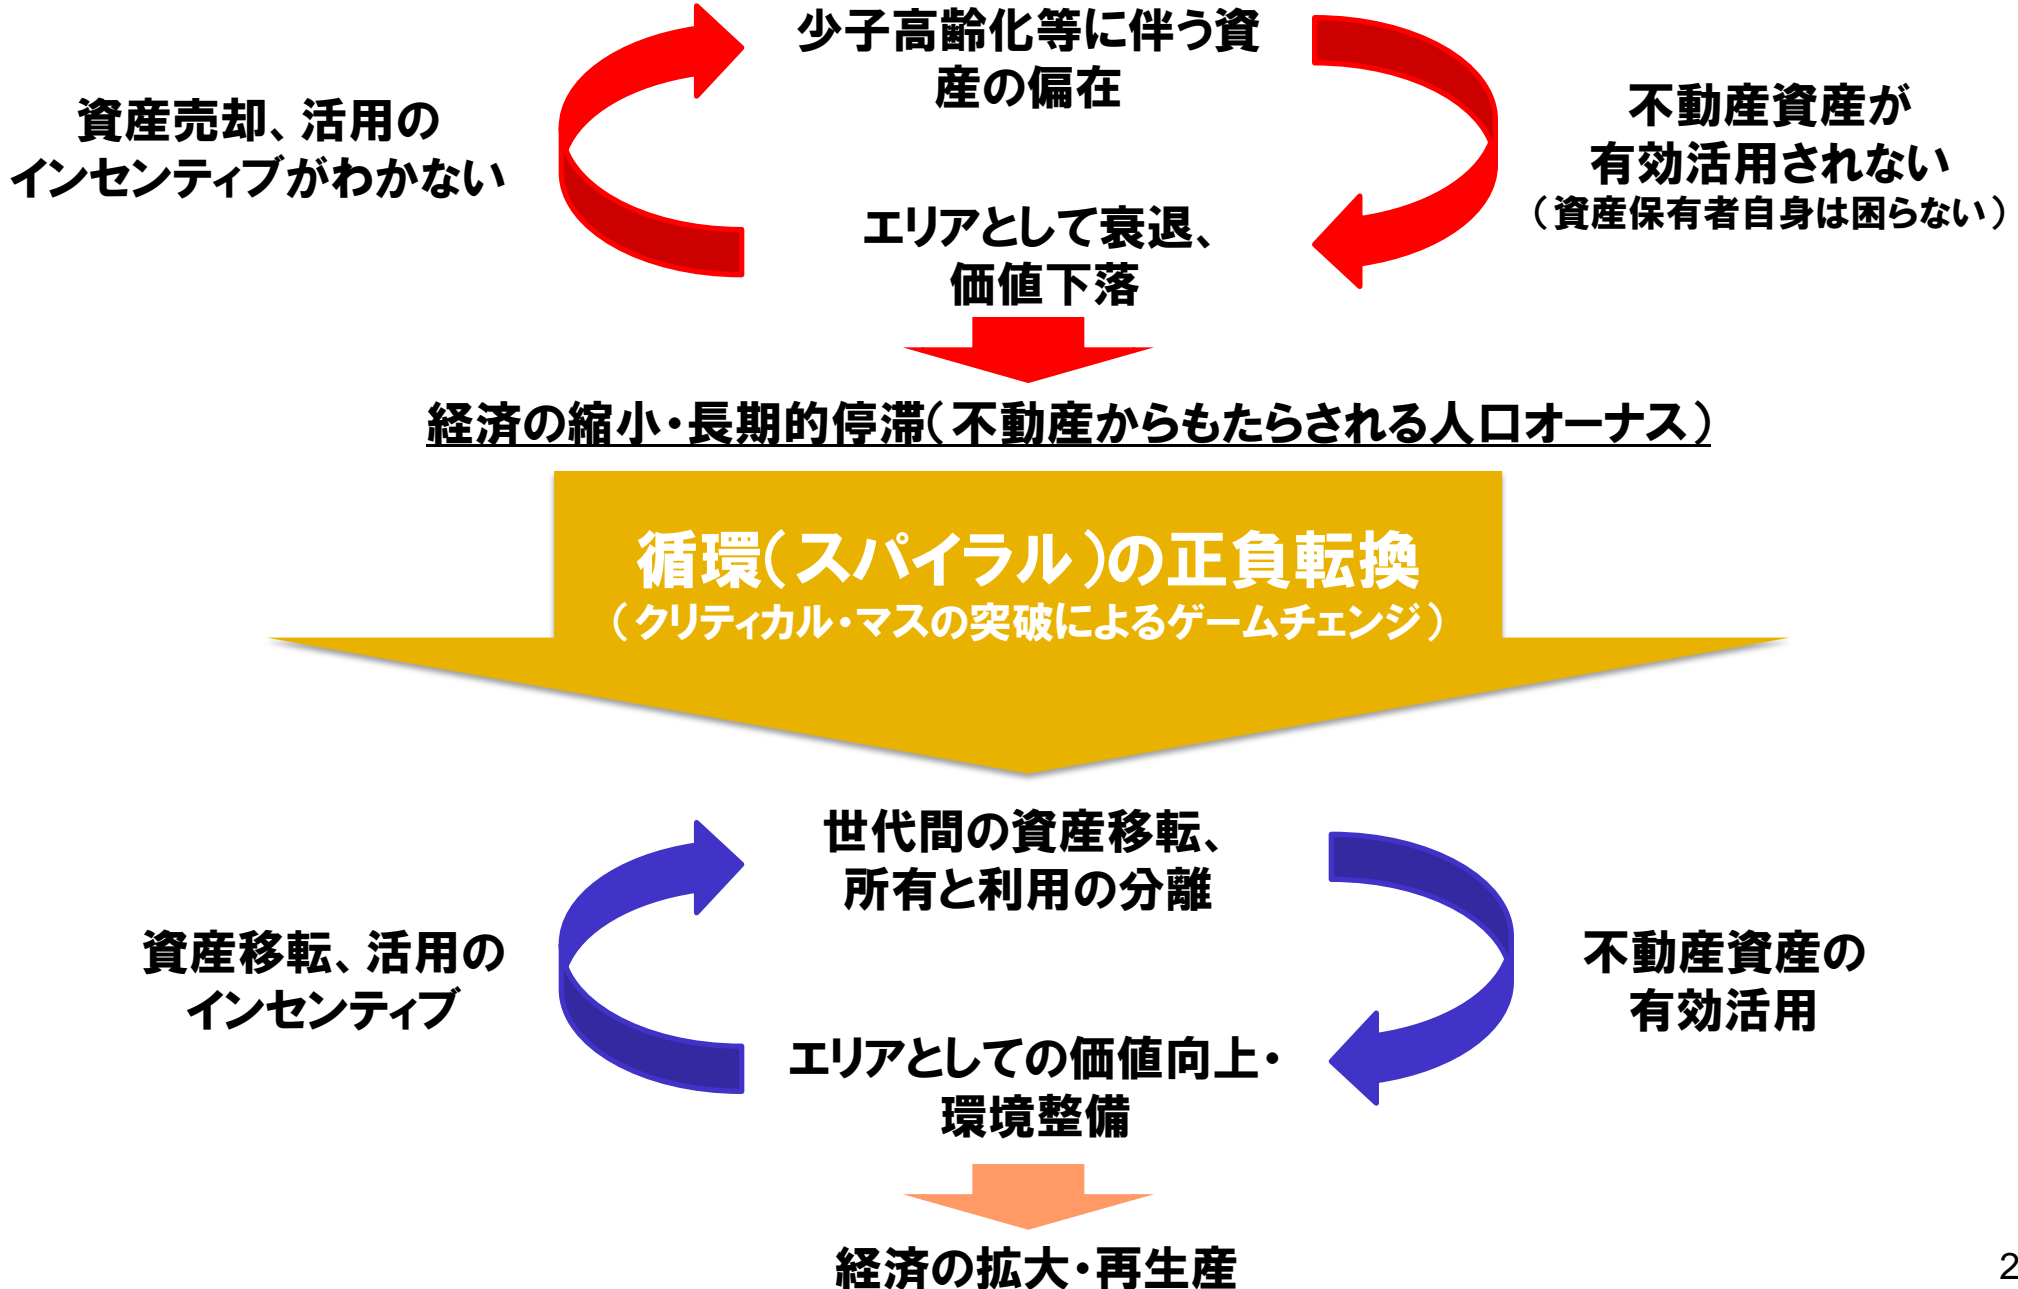 少子高齢化等に伴う資
産の偏在
資産売却、活用の
インセンティブがわかない
不動産資産が
有効活用されない
（資産保有者自身は困らない）
エリアとして衰退、
価値下落
経済の縮小・長期的停滞（不動産からもたらされる人口オーナス）
循環（スパイラル）の正負転換
（クリティカル・マスの突破によるゲームチェンジ）
世代間の資産移転、
所有と利用の分離
資産移転、活用の
インセンティブ
不動産資産の
有効活用
エリアとしての価値向上・
環境整備
経済の拡大・再生産
2